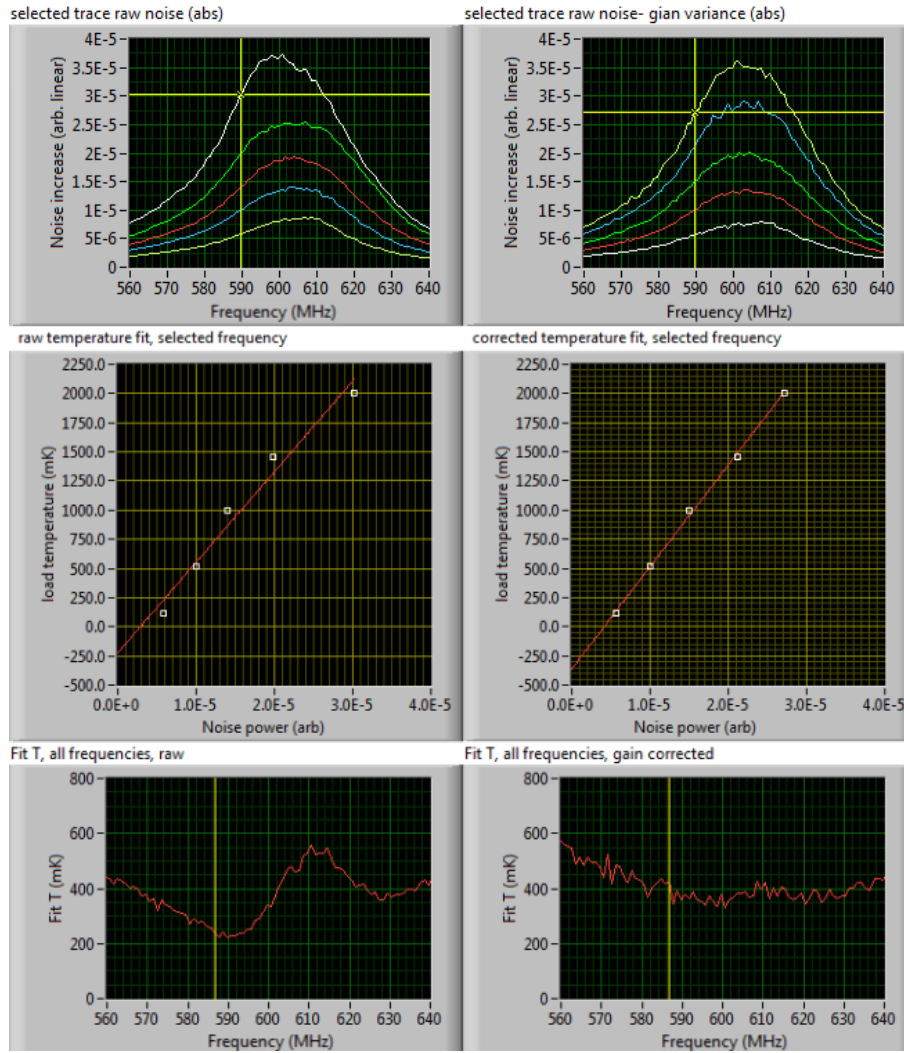 selected trace raw noise (abs)
Noise increase (arb. linear)
4E-5
3.5E-5
3E-5
2.5E-5
2E-5
1.5E-5
1E-5
5E-6
0
560 570 580 590 600 610 620 630 640
Frequency (MHz)
selected trace raw noise- gian variance (abs)
Noise increase (arb. linear)
4E-5
3.5E-5
3E-5
2.5E-5
2E-5
1.5E-5
1E-5
5E-6
0
560 570 580 590 600 610 620 630 640
Frequency (MHz)
raw temperature fit, selected frequency
load temperature (mK)
2250.0
2000.0
1750.0
1500.0
1250.0
1000.0
750.0
500.0
250.0
0.0
-250.0
-500.0
0.0E+0 1.0E-5 2.0E-5 3.0E-5 4.0E-5
Noise power (arb)
corrected temperature fit, selected frequency
load temperature (mK)
2250.0
2000.0
1750.0
1500.0
1250.0
1000.0
750.0
500.0
250.0
0.0
-250.0
-500.0
0.0E+0 1.0E-5 2.0E-5 3.0E-5 4.0E-5
Noise power (arb)
Fit T, all frequencies, raw
Fit T (mK)
800
600
400
200
0
560 570 580 590 600 610 620 630 640
Frequency (MHz)
Fit T, all frequencies, gain corrected
Fit T (mK)
800
600
400
200
0
560 570 580 590 600 610 620 630 640
Frequency (MHz)